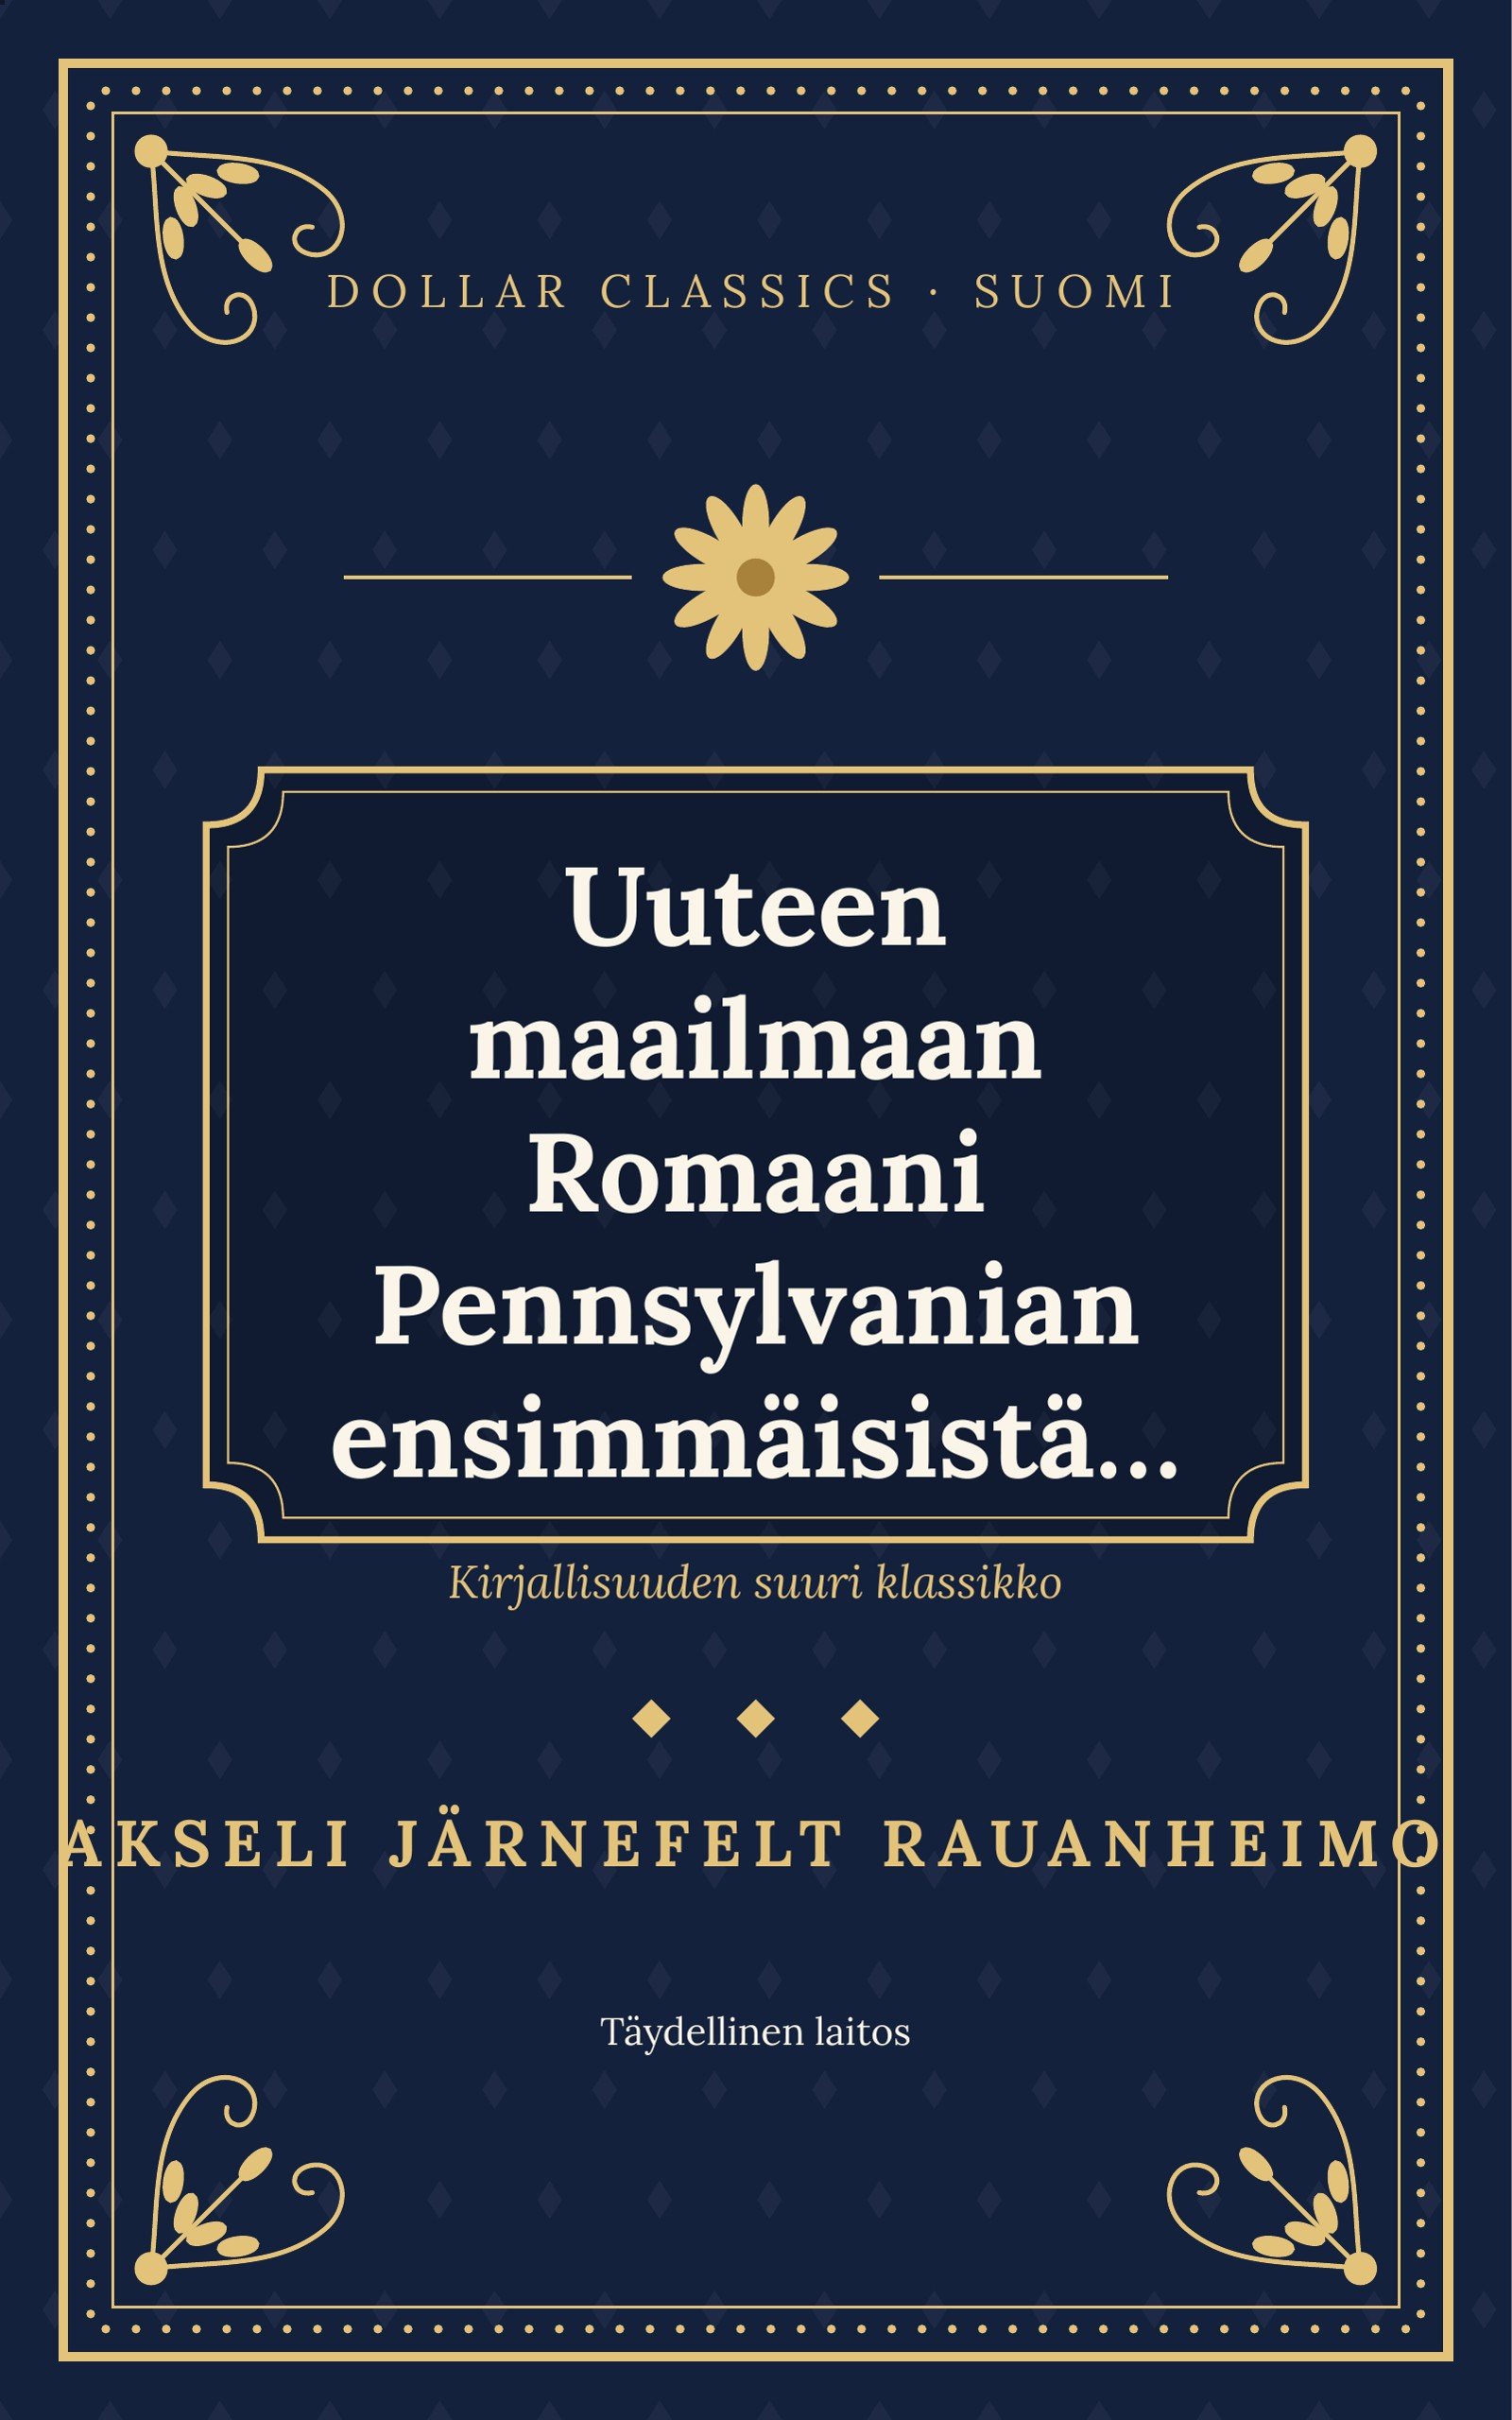 DOLLAR CLASSICS · SUOMI
Uuteen
maailmaan
Romaani
Pennsylvanian
ensimmäisistä...
Kirjallisuuden suuri klassikko
AKSELI JÄRNEFELT RAUANHEIMO
Täydellinen laitos